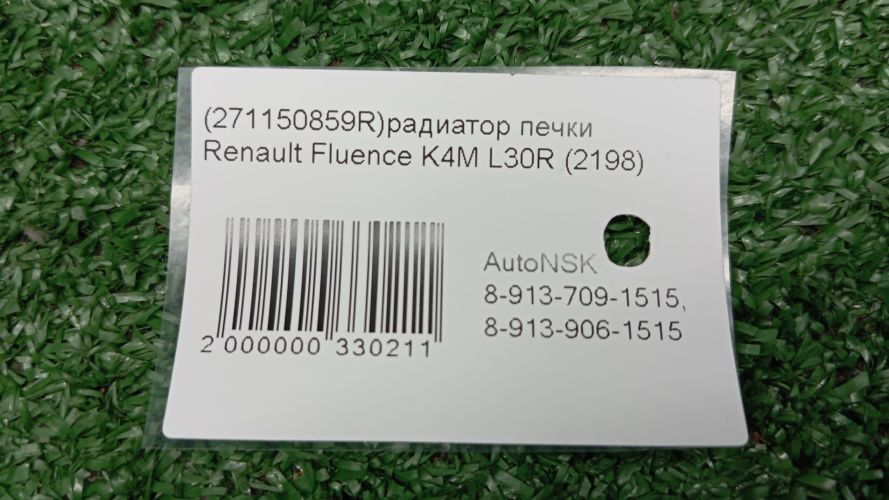 (271150859R)радиатор печки
Renault Fluence K4M L30R (2198)
AutoNSK
8-913-709-1515,
8-913-906-1515
2 000000 330211